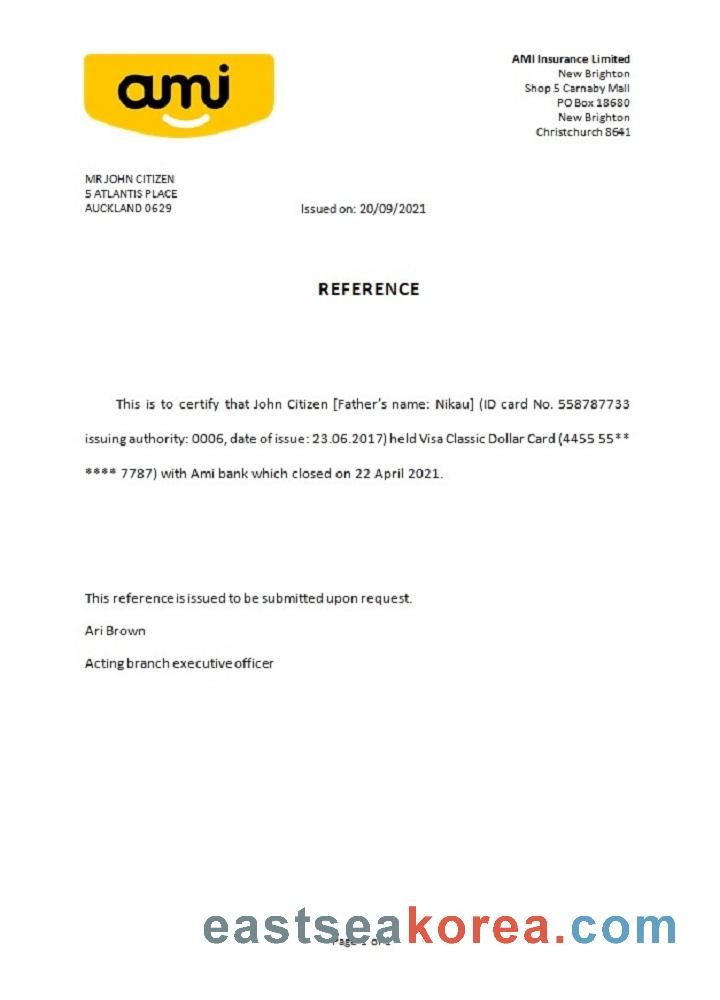 ami
AMI Insurance Limited
New Brighton
Shop 5 Carnaby Mall
PO Box 18680
New Brighton
Christchurch 8641
MR JOHN CITIZEN
5 ATLANTIS PLACE
AUCKLAND 0629
Issued on: 20/09/2021
REFERENCE
This is to certify that John Citizen [Father's name: Nikau] (ID card No. 558787733
issuing authority: 0006, date of issue: 23.06.2017) held Visa Classic Dollar Card (4455 55**
**** 7787) with Ami bank which closed on 22 April 2021.
This reference is issued to be submitted upon request.
Ari Brown
Acting branch executive officer
eastseakorea.com
Page 1 of 1